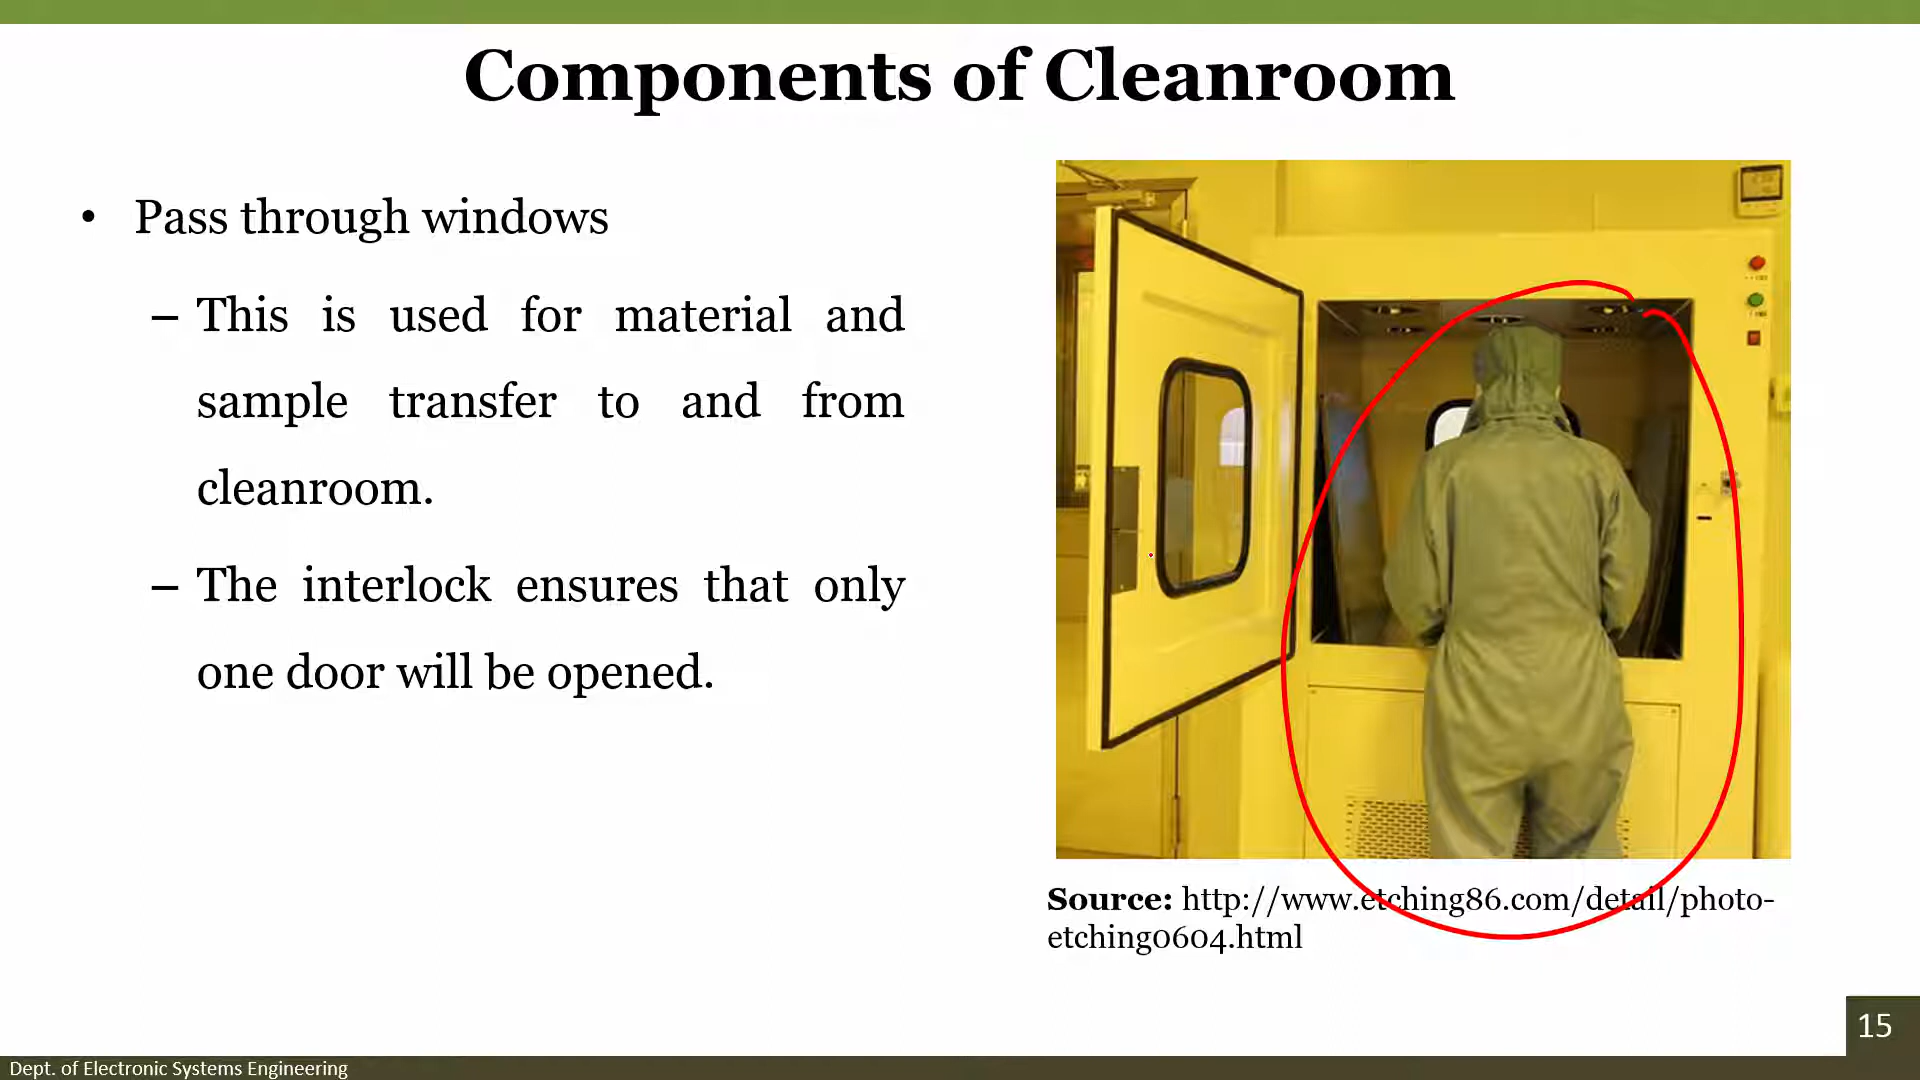 Components of Cleanroom
• Pass through windows
– This is used for material and
sample transfer to and from
cleanroom.
– The interlock ensures that only
one door will be opened.
Source: http://www.etching86.com/detail/photo-
etching0604.html
15
Dept. of Electronic Systems Engineering